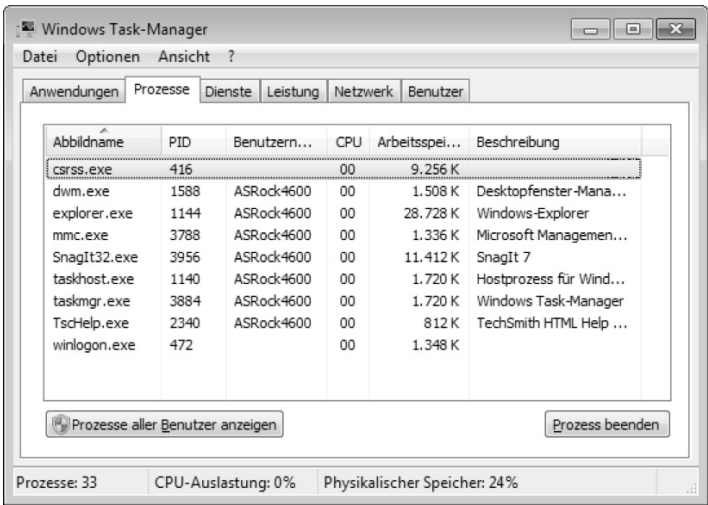 Windows Task-Manager
Datei Optionen Ansicht ?
Anwendungen Prozesse Dienste Leistung Netzwerk Benutzer
Abbildname PID Benutzern... CPU Arbeitsspei... Beschreibung
csrss.exe 416 00 9.256 K
dwm.exe 1588 ASRock4600 00 1.508 K Desktopfenster-Mana...
explorer.exe 1144 ASRock4600 00 28.728 K Windows-Explorer
mmc.exe 3788 ASRock4600 00 1.336 K Microsoft Managemen...
SnagIt32.exe 3956 ASRock4600 00 11.412 K SnagIt 7
taskhost.exe 1140 ASRock4600 00 1.720 K Hostprozess für Wind...
taskmgr.exe 3884 ASRock4600 00 1.720 K Windows Task-Manager
TscHelp.exe 2340 ASRock4600 00 812 K TechSmith HTML Help ...
winlogon.exe 472 00 1.348 K
Prozesse aller Benutzer anzeigen Prozess beenden
Prozesse: 33 CPU-Auslastung: 0% Physikalischer Speicher: 24%